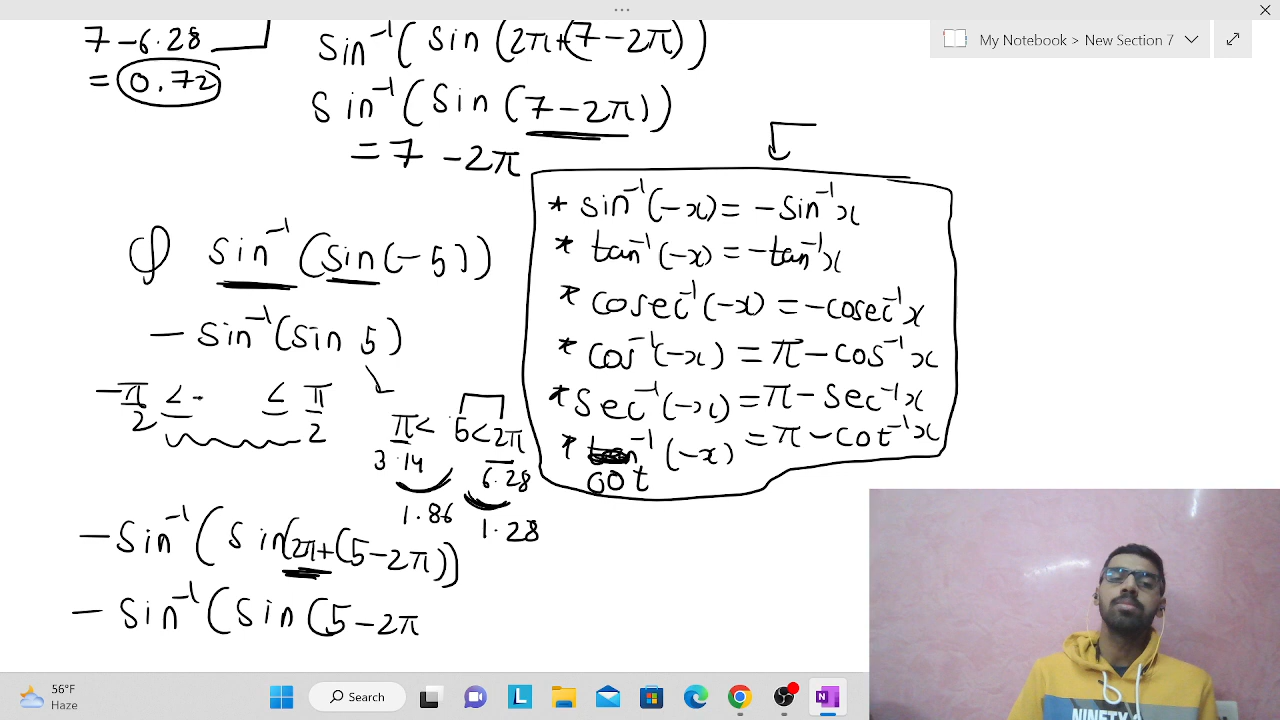 My Notebook > New Section 7
7 - 6.28
= 0.72
sin⁻¹(sin(2π+(7-2π))
sin⁻¹(sin(7-2π))
= 7 - 2π
* sin⁻¹(-x) = -sin⁻¹x
* tan⁻¹(-x) = -tan⁻¹x
* cosec⁻¹(-x) = -cosec⁻¹x
* cos⁻¹(-x) = π - cos⁻¹x
* sec⁻¹(-x) = π - sec⁻¹x
* ⁻¹(-x) = π - cot⁻¹x
cot
sin⁻¹(sin(-5))
- sin⁻¹(sin 5)
-π/2 ≤ ≤ π/2
π < 5 < 2π
3.14 6.28
1.86 1.28
- sin⁻¹(sin(2π+(5-2π))
- sin⁻¹(sin(5-2π
NINETY
56°F
Haze
Search
L
N